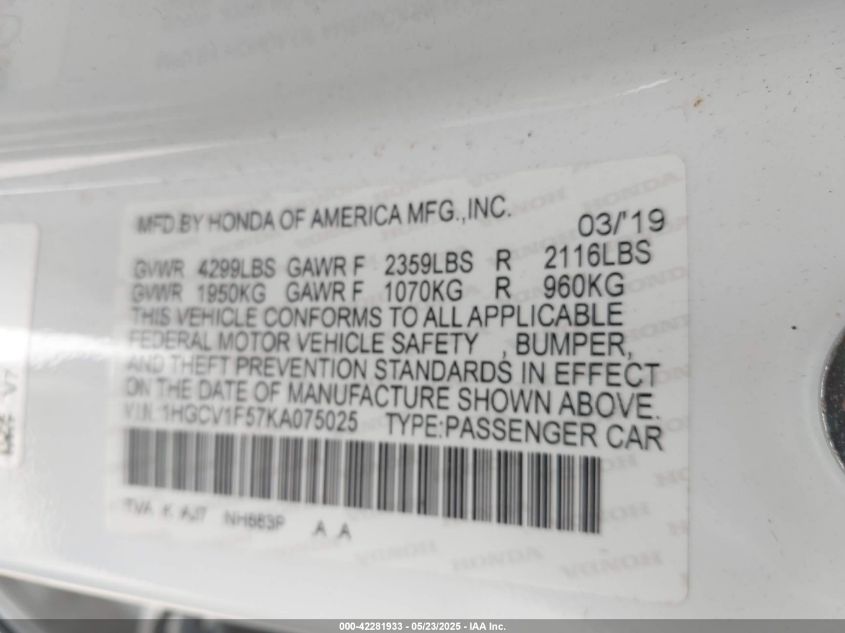 MFD.BY HONDA OF AMERICA MFG.,INC. 03/'19
GVWR 4299LBS GAWR F 2359LBS R 2116LBS
GVWR 1950KG GAWR F 1070KG R 960KG
THIS VEHICLE CONFORMS TO ALL APPLICABLE
FEDERAL MOTOR VEHICLE SAFETY , BUMPER,
AND THEFT PREVENTION STANDARDS IN EFFECT
ON THE DATE OF MANUFACTURE SHOWN ABOVE.
V.I.N.:1HGCV1F57KA075025 TYPE:PASSENGER CAR
TVA NH883P A A
000-42281933 - 05/23/2025 - IAA Inc.